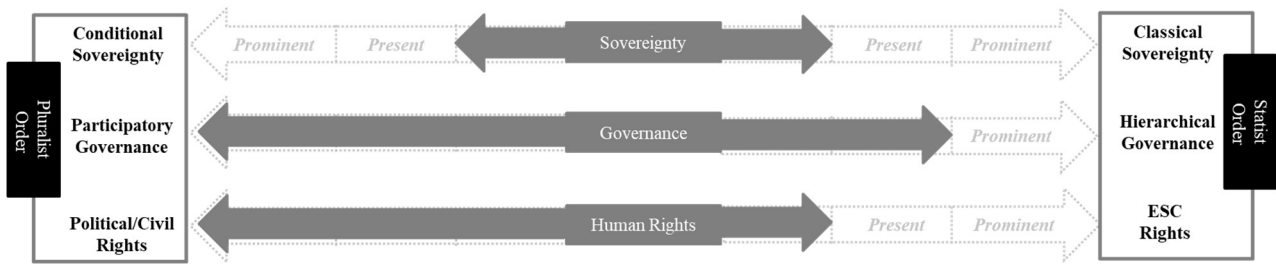 Pluralist
Order
Conditional
Sovereignty
Prominent
Present
Sovereignty
Present
Prominent
Classical
Sovereignty
Participatory
Governance
Governance
Prominent
Hierarchical
Governance
Political/Civil
Rights
Human Rights
Present
Prominent
ESC
Rights
Statist
Order